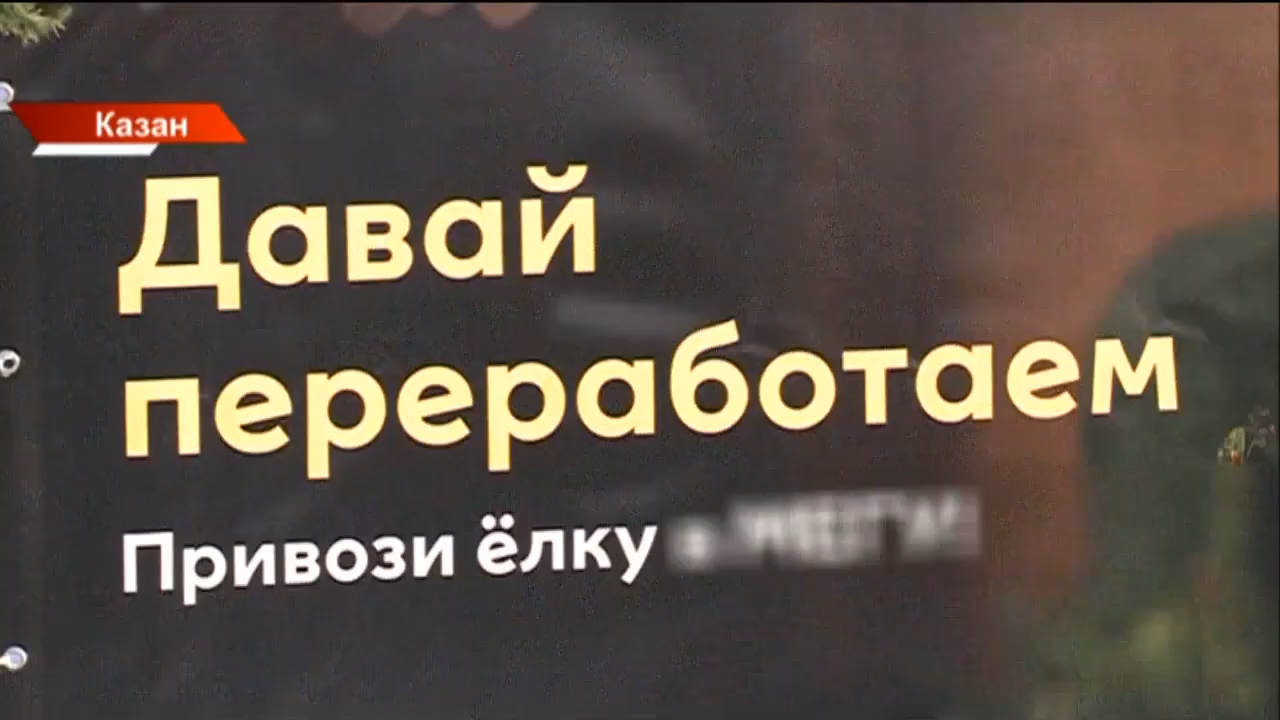 Казан
Давай
переработаем
Привози ёлку